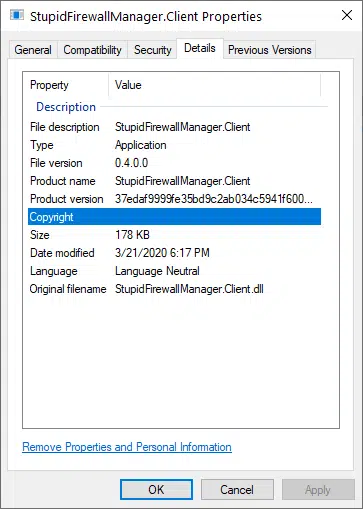 StupidFirewallManager.Client Properties
General Compatibility Security Details Previous Versions
Property Value
Description
File description StupidFirewallManager.Client
Type Application
File version 0.4.0.0
Product name StupidFirewallManager.Client
Product version 37edaf9999fe35bd9c2ab034c5941f600...
Copyright
Size 178 KB
Date modified 3/21/2020 6:17 PM
Language Language Neutral
Original filename StupidFirewallManager.Client.dll
Remove Properties and Personal Information
OK Cancel Apply